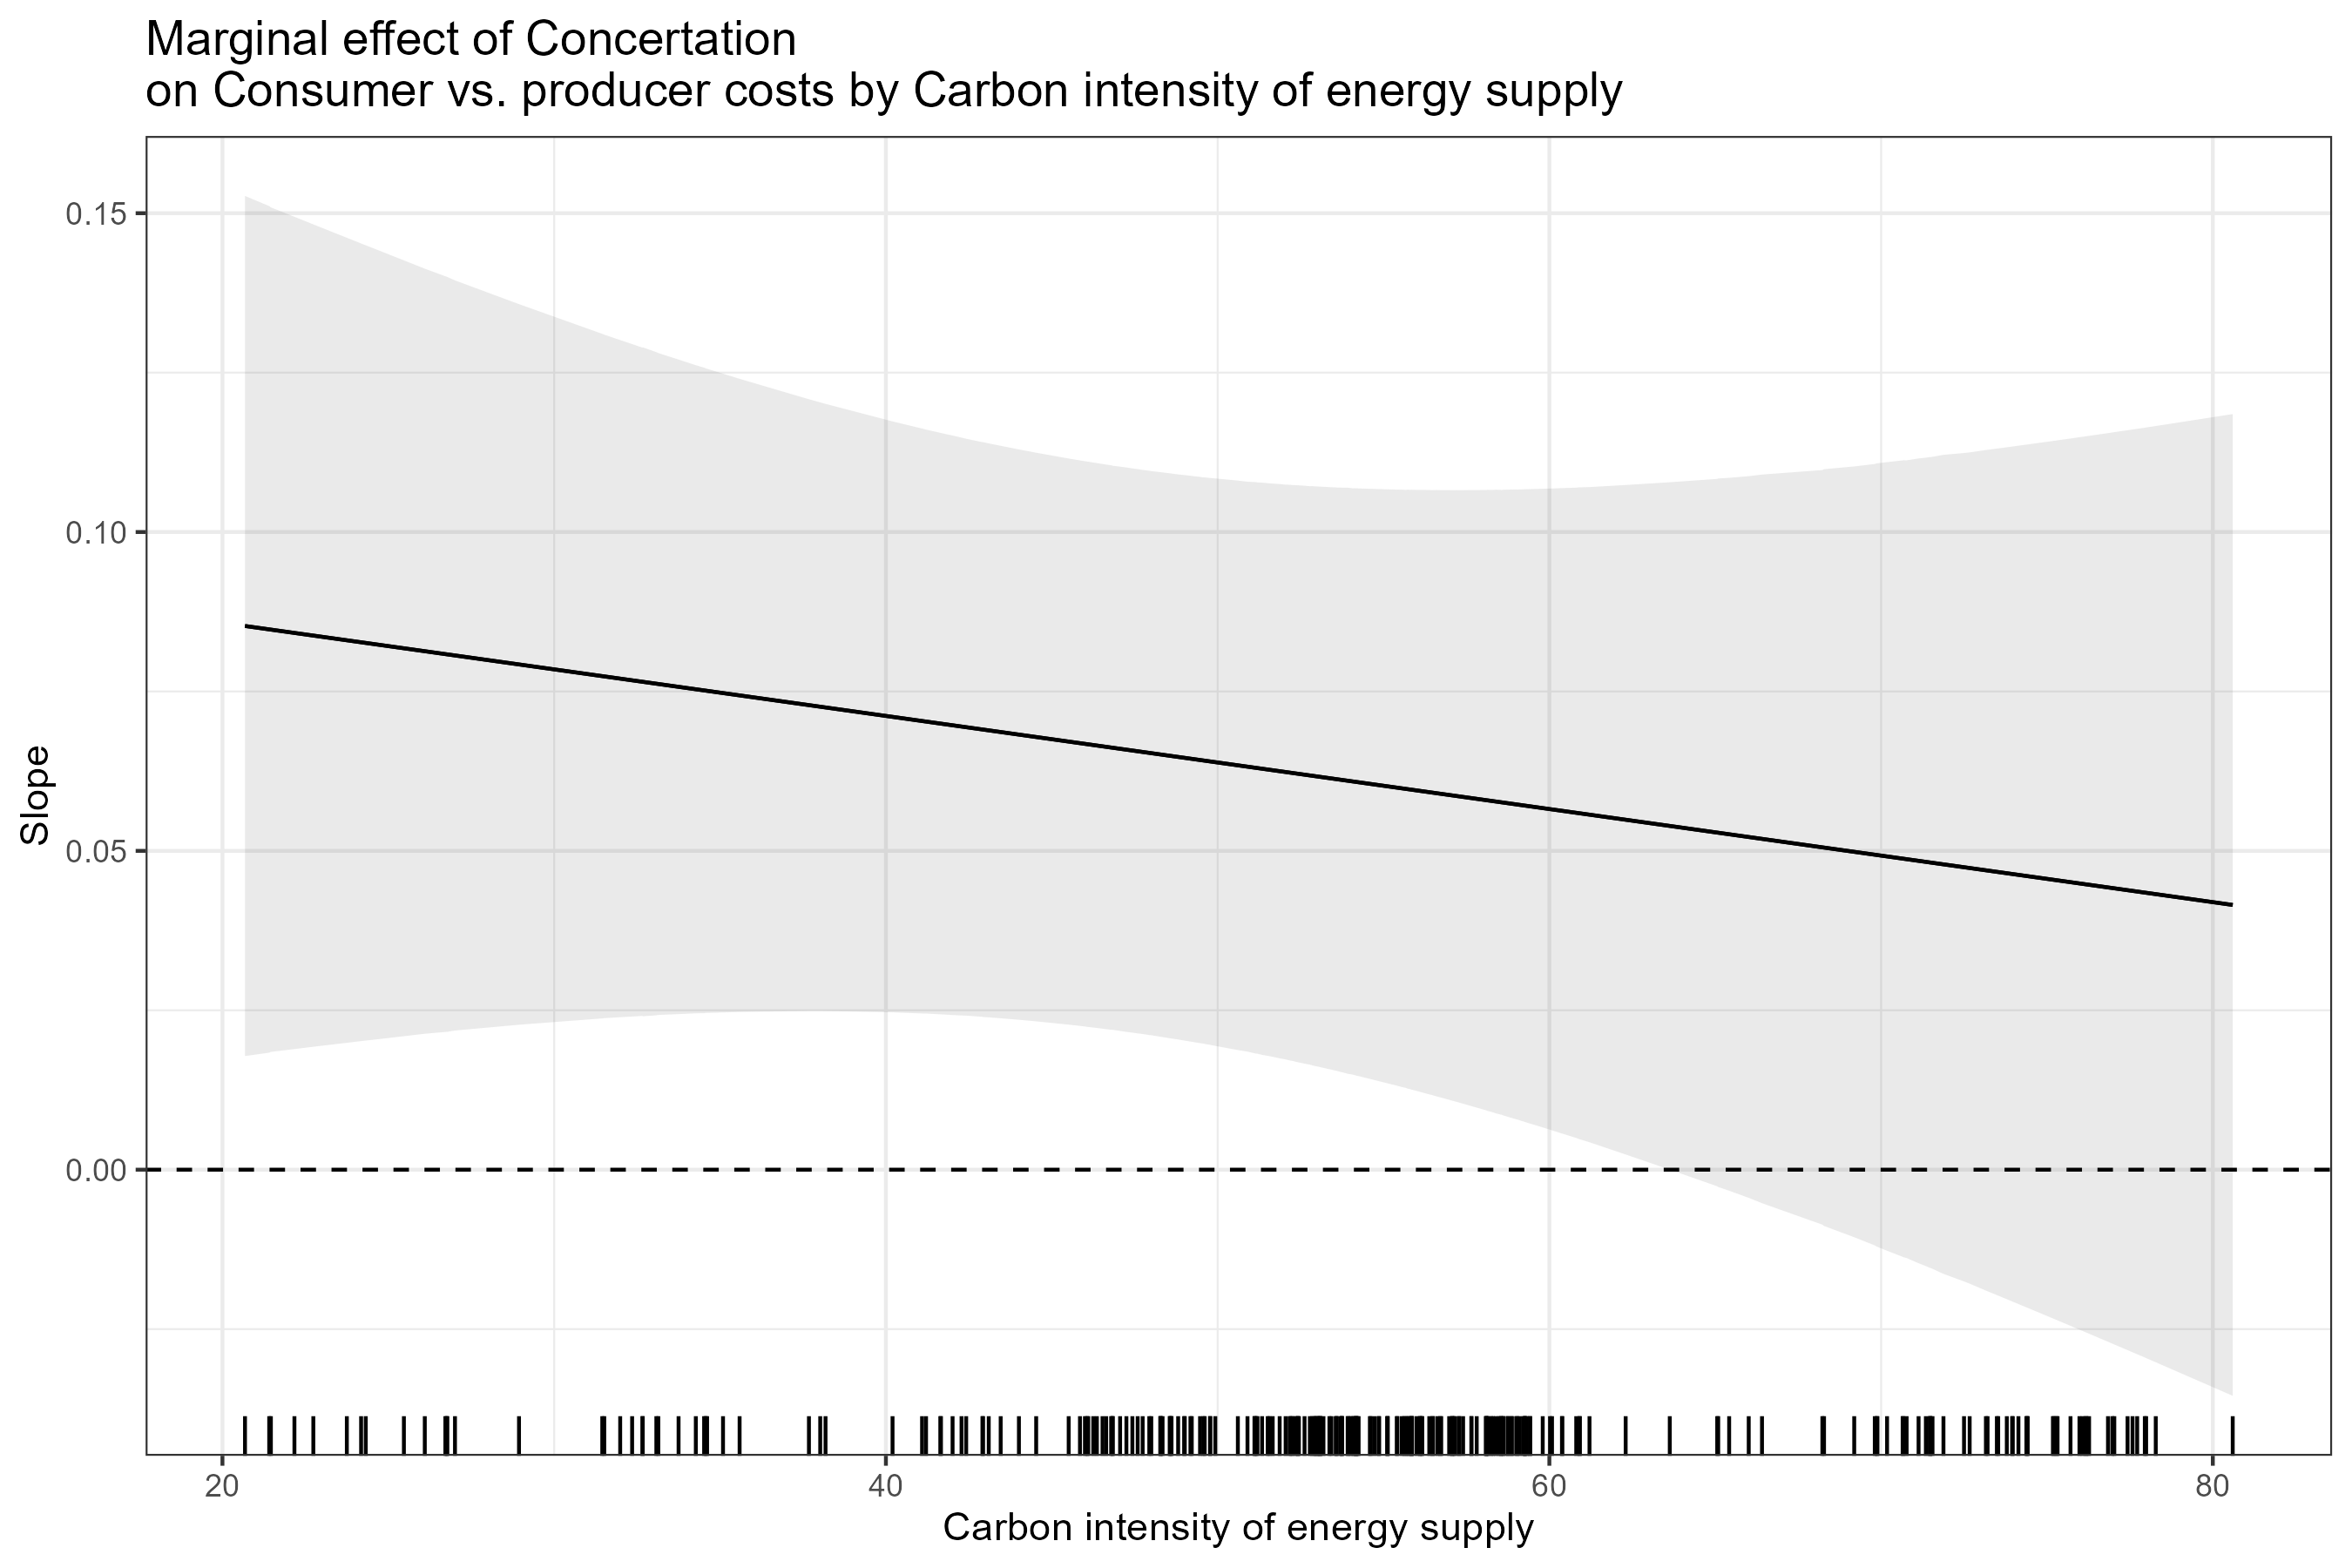 Marginal effect of Concertation
on Consumer vs. producer costs by Carbon intensity of energy supply
Slope
0.15
0.10
0.05
0.00
20
40
60
80
Carbon intensity of energy supply